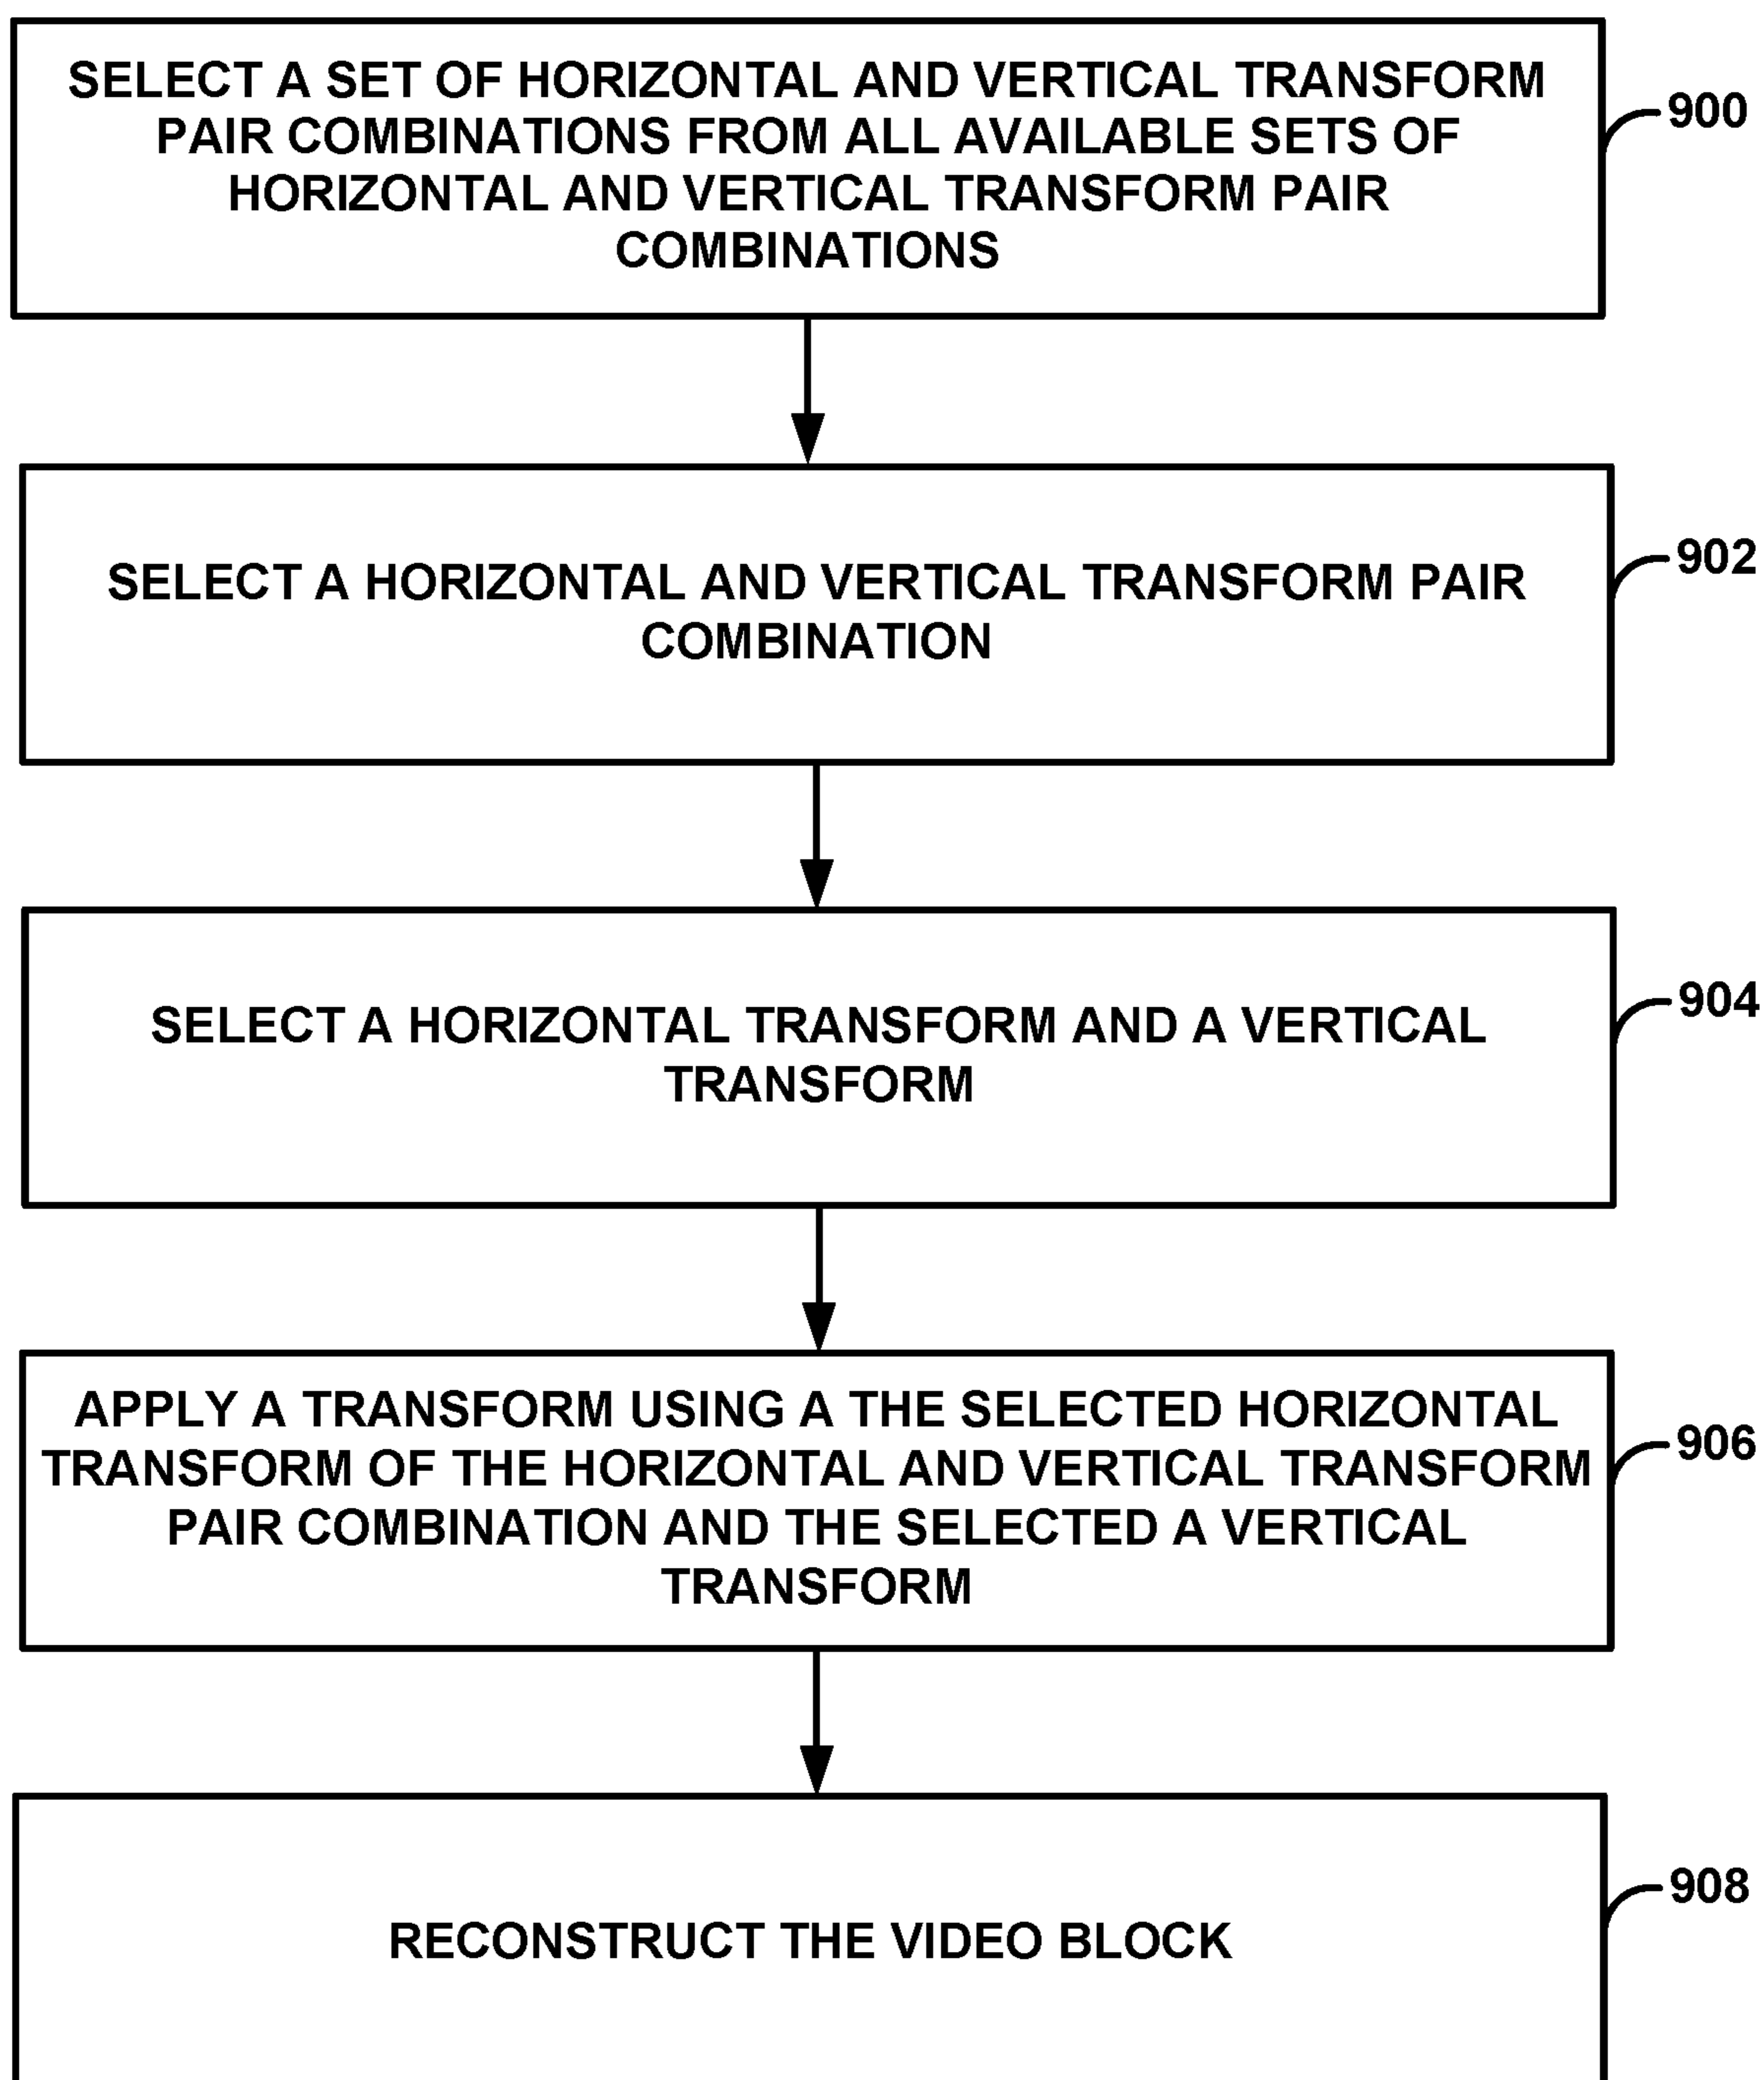 SELECT A SET OF HORIZONTAL AND VERTICAL TRANSFORM
PAIR COMBINATIONS FROM ALL AVAILABLE SETS OF
HORIZONTAL AND VERTICAL TRANSFORM PAIR
COMBINATIONS
900
SELECT A HORIZONTAL AND VERTICAL TRANSFORM PAIR
COMBINATION
902
SELECT A HORIZONTAL TRANSFORM AND A VERTICAL
TRANSFORM
904
APPLY A TRANSFORM USING A THE SELECTED HORIZONTAL
TRANSFORM OF THE HORIZONTAL AND VERTICAL TRANSFORM
PAIR COMBINATION AND THE SELECTED A VERTICAL
TRANSFORM
906
RECONSTRUCT THE VIDEO BLOCK
908